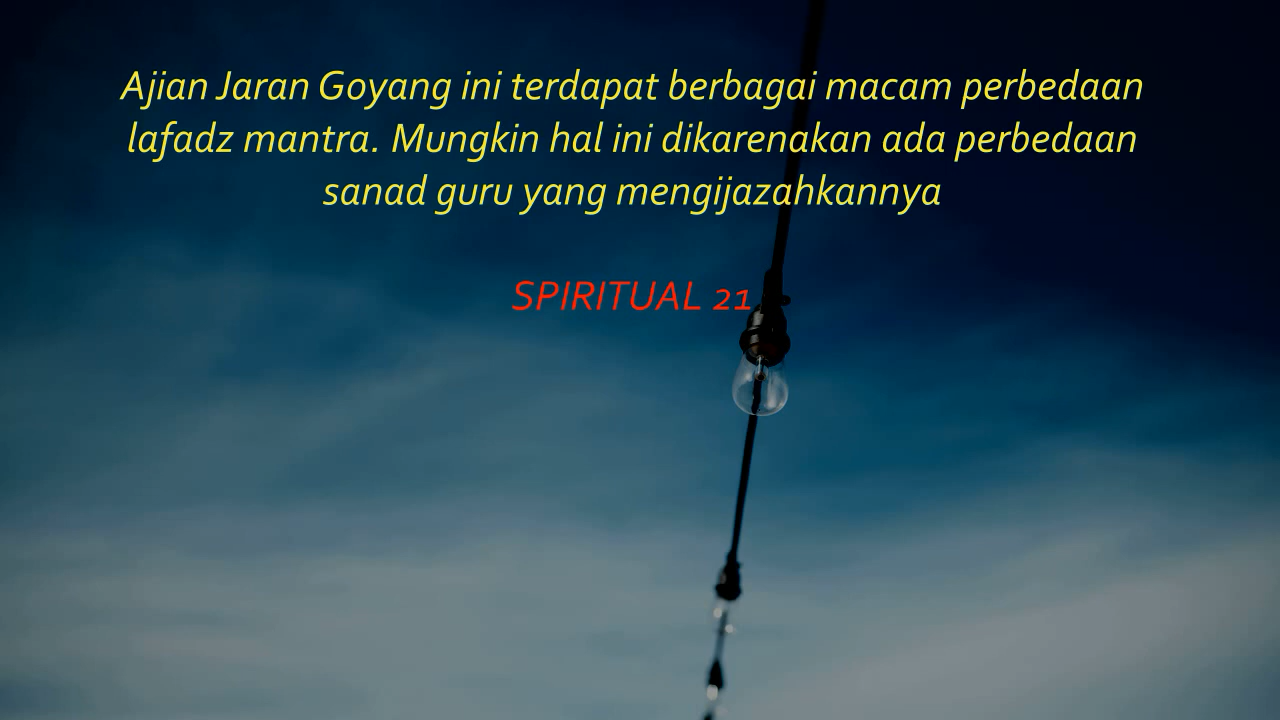 Ajian Jaran Goyang ini terdapat berbagai macam perbedaan
lafadz mantra. Mungkin hal ini dikarenakan ada perbedaan
sanad guru yang mengijazahkannya
SPIRITUAL 21